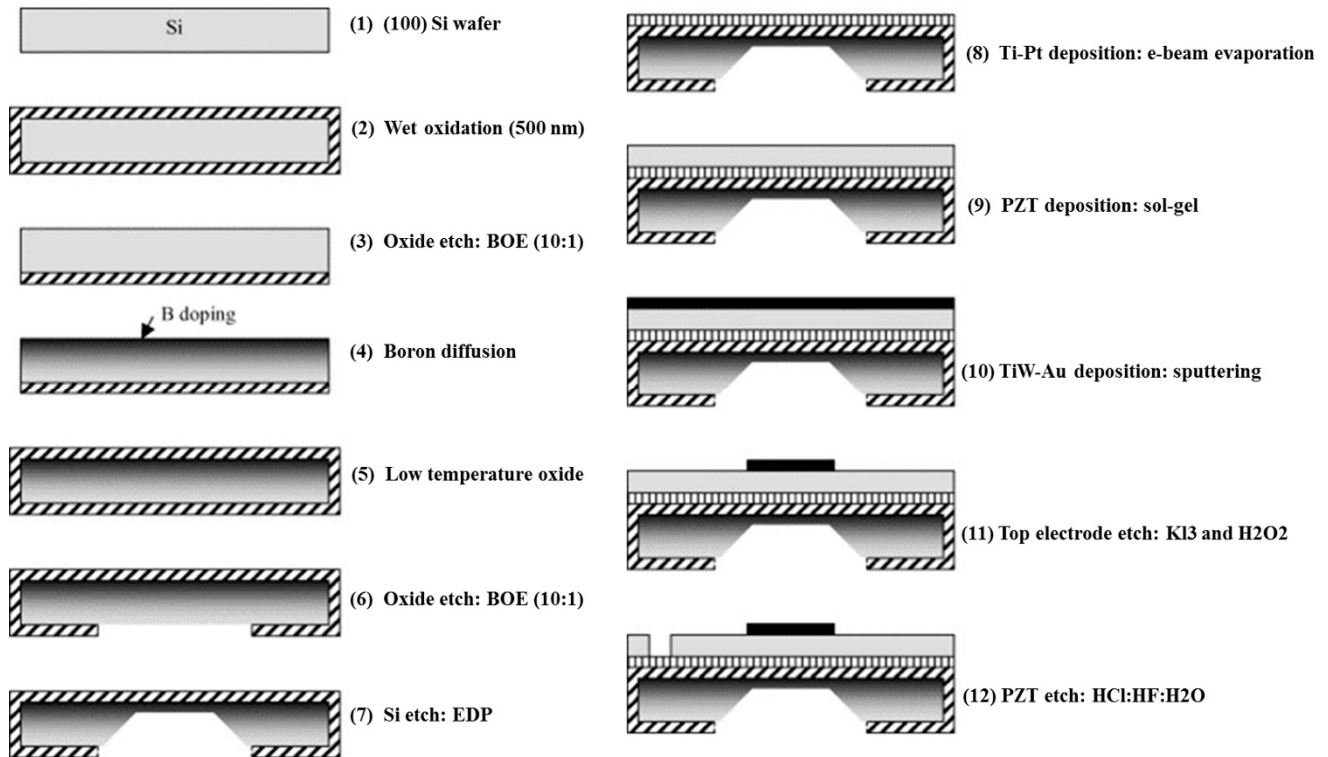 Si
(1) (100) Si wafer
(2) Wet oxidation (500 nm)
(3) Oxide etch: BOE (10:1)
B doping
(4) Boron diffusion
(5) Low temperature oxide
(6) Oxide etch: BOE (10:1)
(7) Si etch: EDP
(8) Ti-Pt deposition: e-beam evaporation
(9) PZT deposition: sol-gel
(10) TiW-Au deposition: sputtering
(11) Top electrode etch: Kl3 and H2O2
(12) PZT etch: HCl:HF:H2O